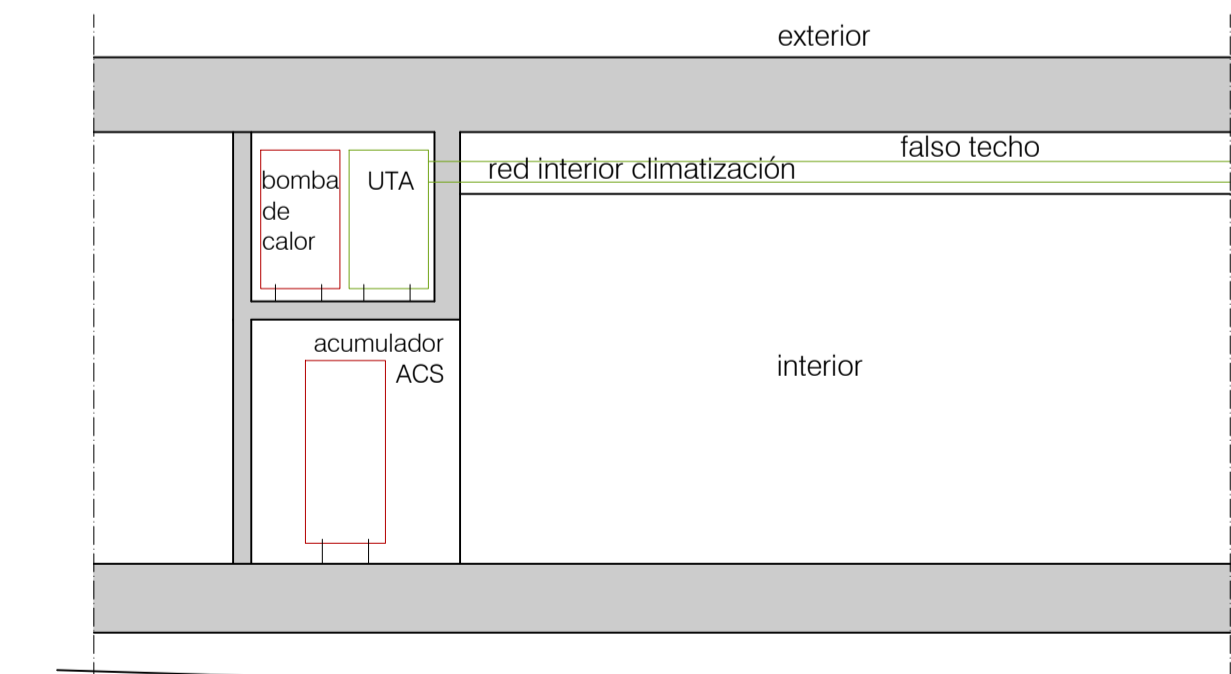 exterior
falso techo
red interior climatización
bomba
de
calor
UTA
acumulador
ACS
interior